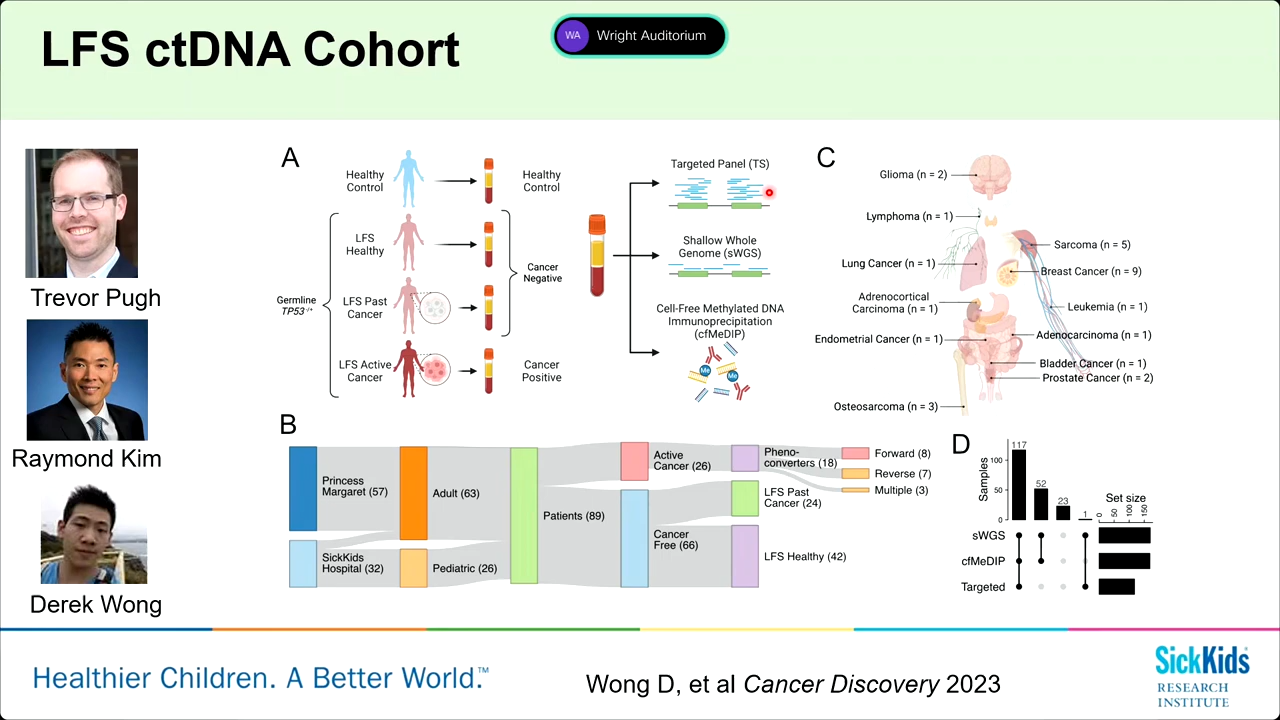 LFS ctDNA Cohort
WA
Wright Auditorium
Trevor Pugh
Raymond Kim
Derek Wong
A
Healthy
Control
LFS
Healthy
Germline
TP53-/+
LFS Past
Cancer
LFS Active
Cancer
Healthy
Control
Cancer
Negative
Cancer
Positive
Targeted Panel (TS)
Shallow Whole
Genome (sWGS)
Cell-Free Methylated DNA
Immunoprecipitation
(cfMeDIP)
Me
Me
C
Glioma (n = 2)
Lymphoma (n = 1)
Sarcoma (n = 5)
Lung Cancer (n = 1)
Breast Cancer (n = 9)
Adrenocortical
Carcinoma (n = 1)
Leukemia (n = 1)
Endometrial Cancer (n = 1)
Adenocarcinoma (n = 1)
Bladder Cancer (n = 1)
Prostate Cancer (n = 2)
Osteosarcoma (n = 3)
B
Princess
Margaret (57)
SickKids
Hospital (32)
Adult (63)
Pediatric (26)
Patients (89)
Active
Cancer (26)
Cancer
Free (66)
Pheno-
converters (18)
LFS Past
Cancer (24)
LFS Healthy (42)
Forward (8)
Reverse (7)
Multiple (3)
D
Samples
100
50
0
117
52
23
1
Set size
0
50
100
150
sWGS
cfMeDIP
Targeted
Healthier Children. A Better World.™
Wong D, et al Cancer Discovery 2023
SickKids
RESEARCH
INSTITUTE